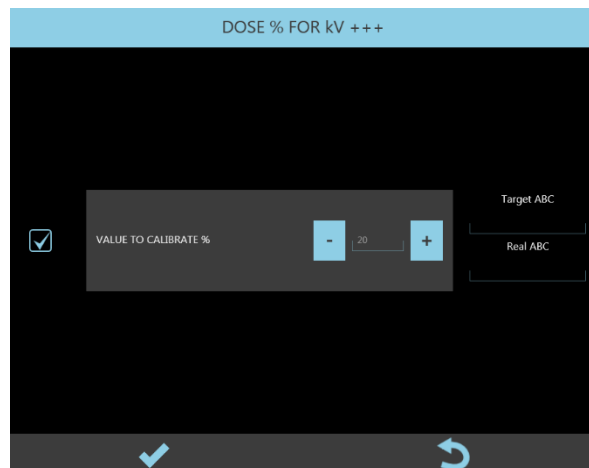 DOSE % FOR kV +++
Target ABC
VALUE TO CALIBRATE %
- 20 +
Real ABC